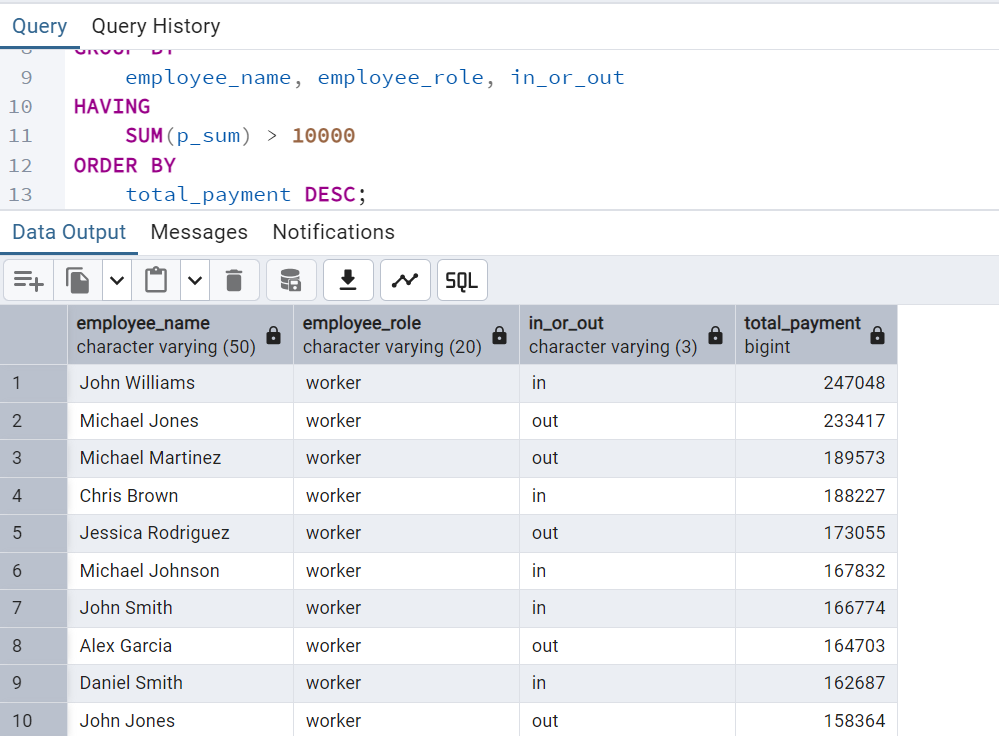 Query Query History
8 GROUP BY
9 employee_name, employee_role, in_or_out
10 HAVING
11 SUM(p_sum) > 10000
12 ORDER BY
13 total_payment DESC;
Data Output Messages Notifications
SQL
employee_name employee_role in_or_out total_payment
character varying (50) character varying (20) character varying (3) bigint
1 John Williams worker in 247048
2 Michael Jones worker out 233417
3 Michael Martinez worker out 189573
4 Chris Brown worker in 188227
5 Jessica Rodriguez worker out 173055
6 Michael Johnson worker in 167832
7 John Smith worker in 166774
8 Alex Garcia worker out 164703
9 Daniel Smith worker in 162687
10 John Jones worker out 158364